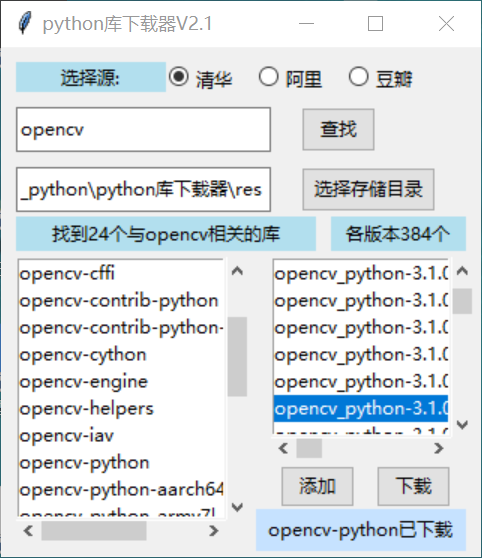 python库下载器V2.1
选择源: 清华 阿里 豆瓣
opencv 查找
_python\python库下载器\res 选择存储目录
找到24个与opencv相关的库 各版本384个
opencv-cffi
opencv-contrib-python
opencv-contrib-python-
opencv-cython
opencv-engine
opencv-helpers
opencv-iav
opencv-python
opencv-python-aarch64
opencv-python-armv7l
opencv_python-3.1.0
opencv_python-3.1.0
opencv_python-3.1.0
opencv_python-3.1.0
opencv_python-3.1.0
opencv_python-3.1.0
添加 下载
opencv-python已下载